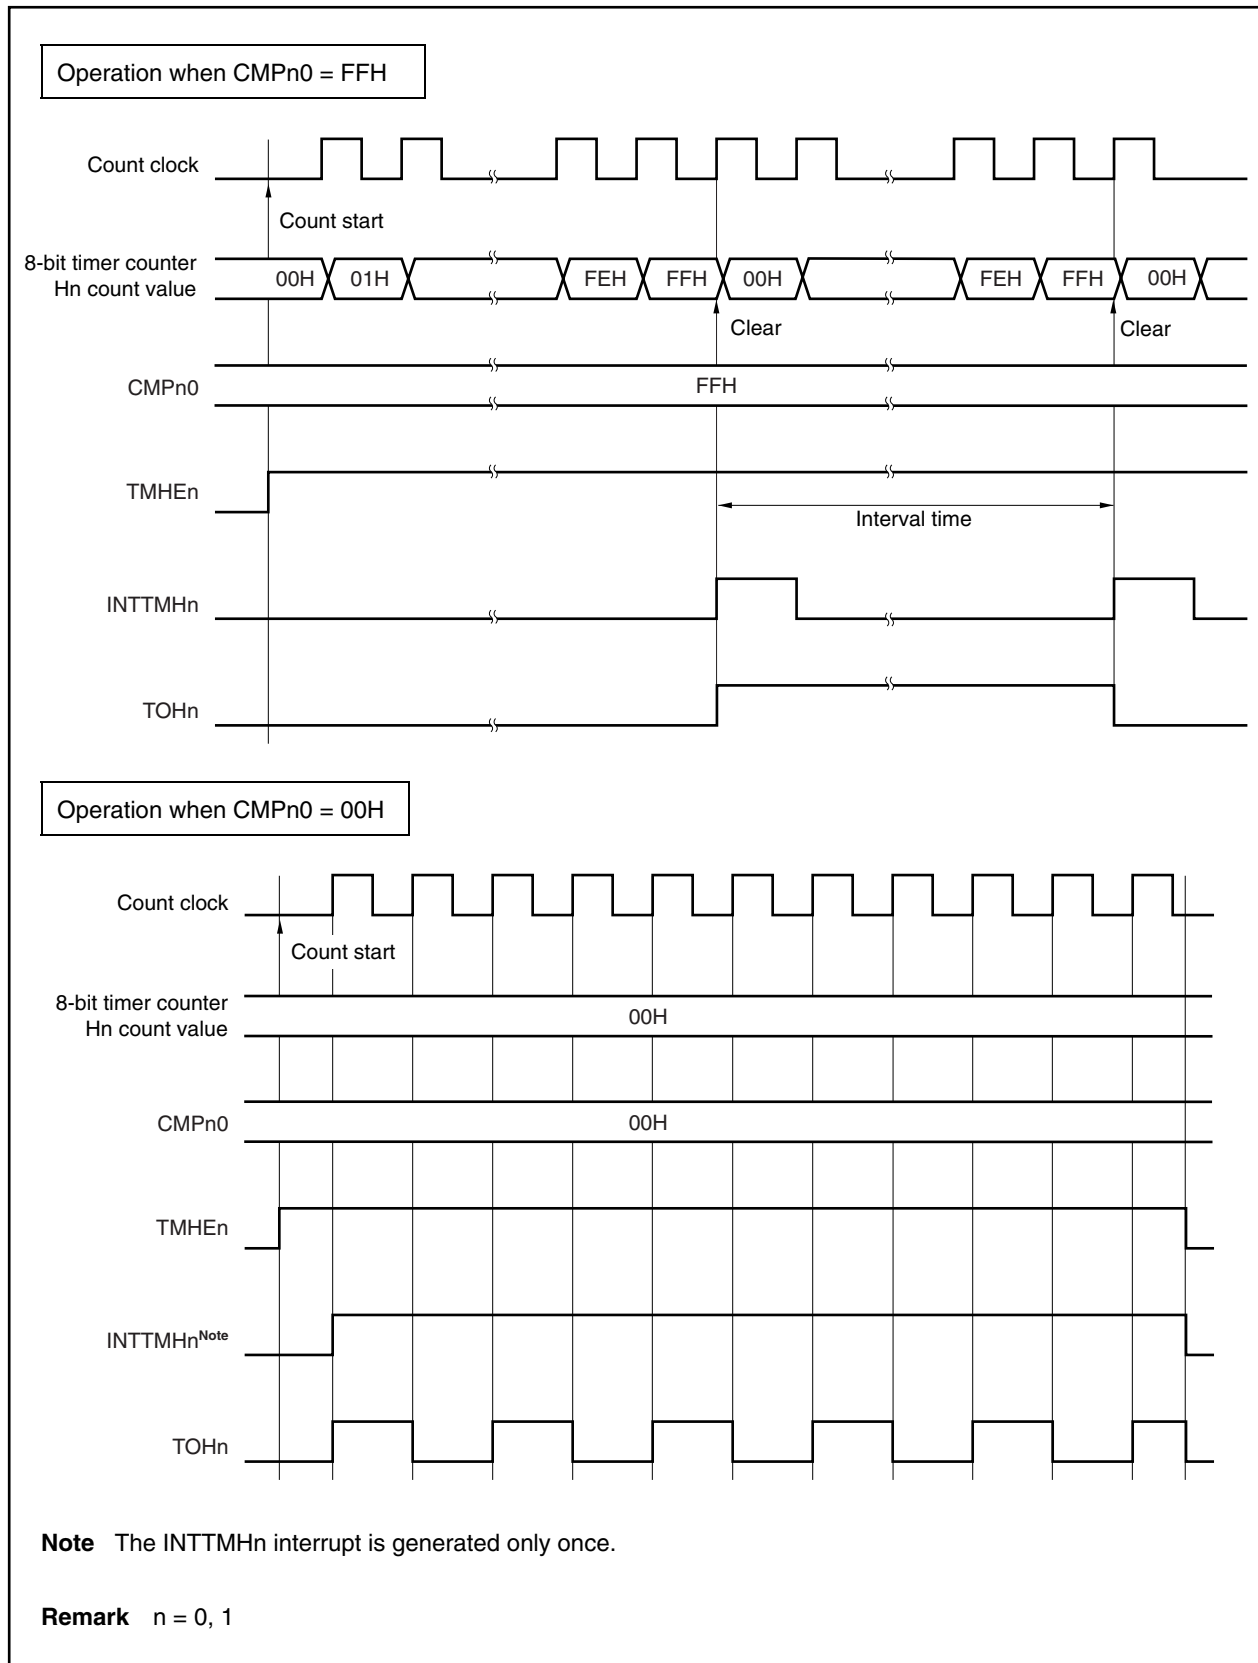 Operation when CMPn0 = FFH
Count clock
Count start
8-bit timer counter
Hn count value
00H 01H FEH FFH 00H FEH FFH 00H
Clear Clear
CMPn0 FFH
TMHEn
Interval time
INTTMHn
TOHn
Operation when CMPn0 = 00H
Count clock
Count start
8-bit timer counter
Hn count value
00H
CMPn0 00H
TMHEn
INTTMHnNote
TOHn
Note The INTTMHn interrupt is generated only once.
Remark n = 0, 1